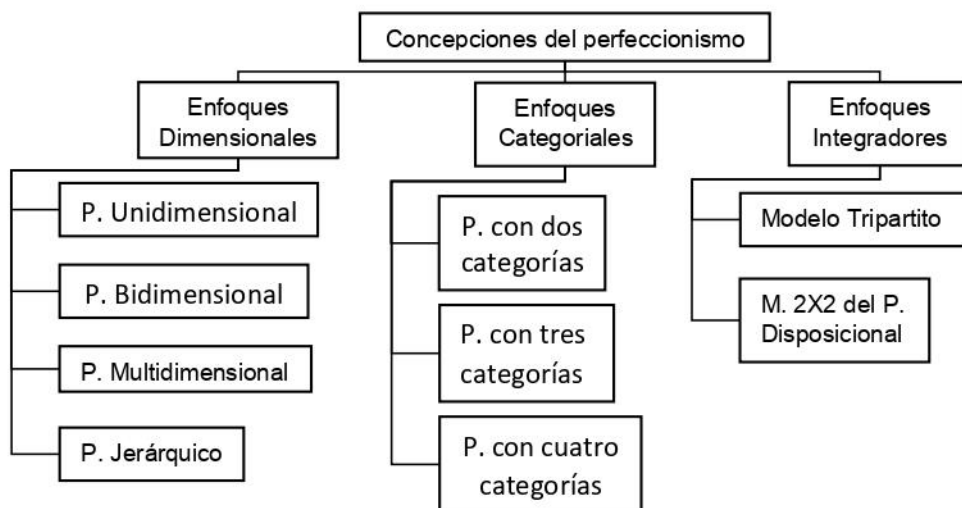 Concepciones del perfeccionismo
Enfoques
Dimensionales
P. Unidimensional
P. Bidimensional
P. Multidimensional
P. Jerárquico
Enfoques
Categoriales
P. con dos
categorías
P. con tres
categorías
P. con cuatro
categorías
Enfoques
Integradores
Modelo Tripartito
M. 2X2 del P.
Disposicional